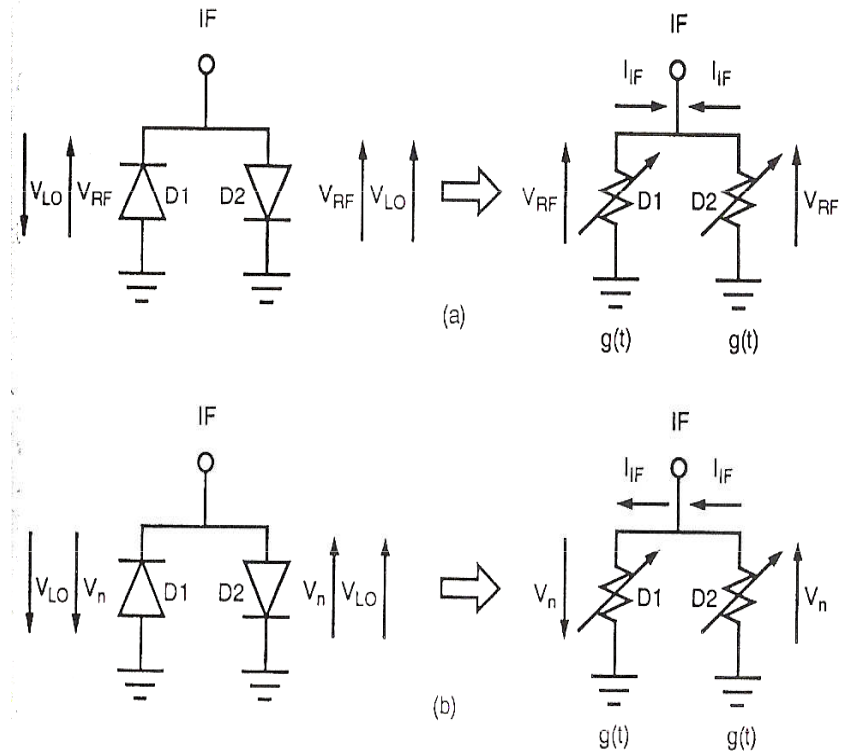 IF
IF
I_IF I_IF
V_LO V_RF D1 D2 V_RF V_LO V_RF D1 D2 V_RF
(a)
g(t) g(t)
IF
IF
I_IF I_IF
V_LO V_n D1 D2 V_n V_LO V_n D1 D2 V_n
(b)
g(t) g(t)